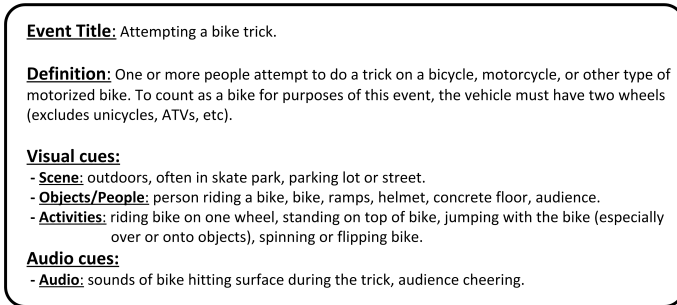 Event Title: Attempting a bike trick.
Definition: One or more people attempt to do a trick on a bicycle, motorcycle, or other type of
motorized bike. To count as a bike for purposes of this event, the vehicle must have two wheels
(excludes unicycles, ATVs, etc).
Visual cues:
- Scene: outdoors, often in skate park, parking lot or street.
- Objects/People: person riding a bike, bike, ramps, helmet, concrete floor, audience.
- Activities: riding bike on one wheel, standing on top of bike, jumping with the bike (especially
over or onto objects), spinning or flipping bike.
Audio cues:
- Audio: sounds of bike hitting surface during the trick, audience cheering.